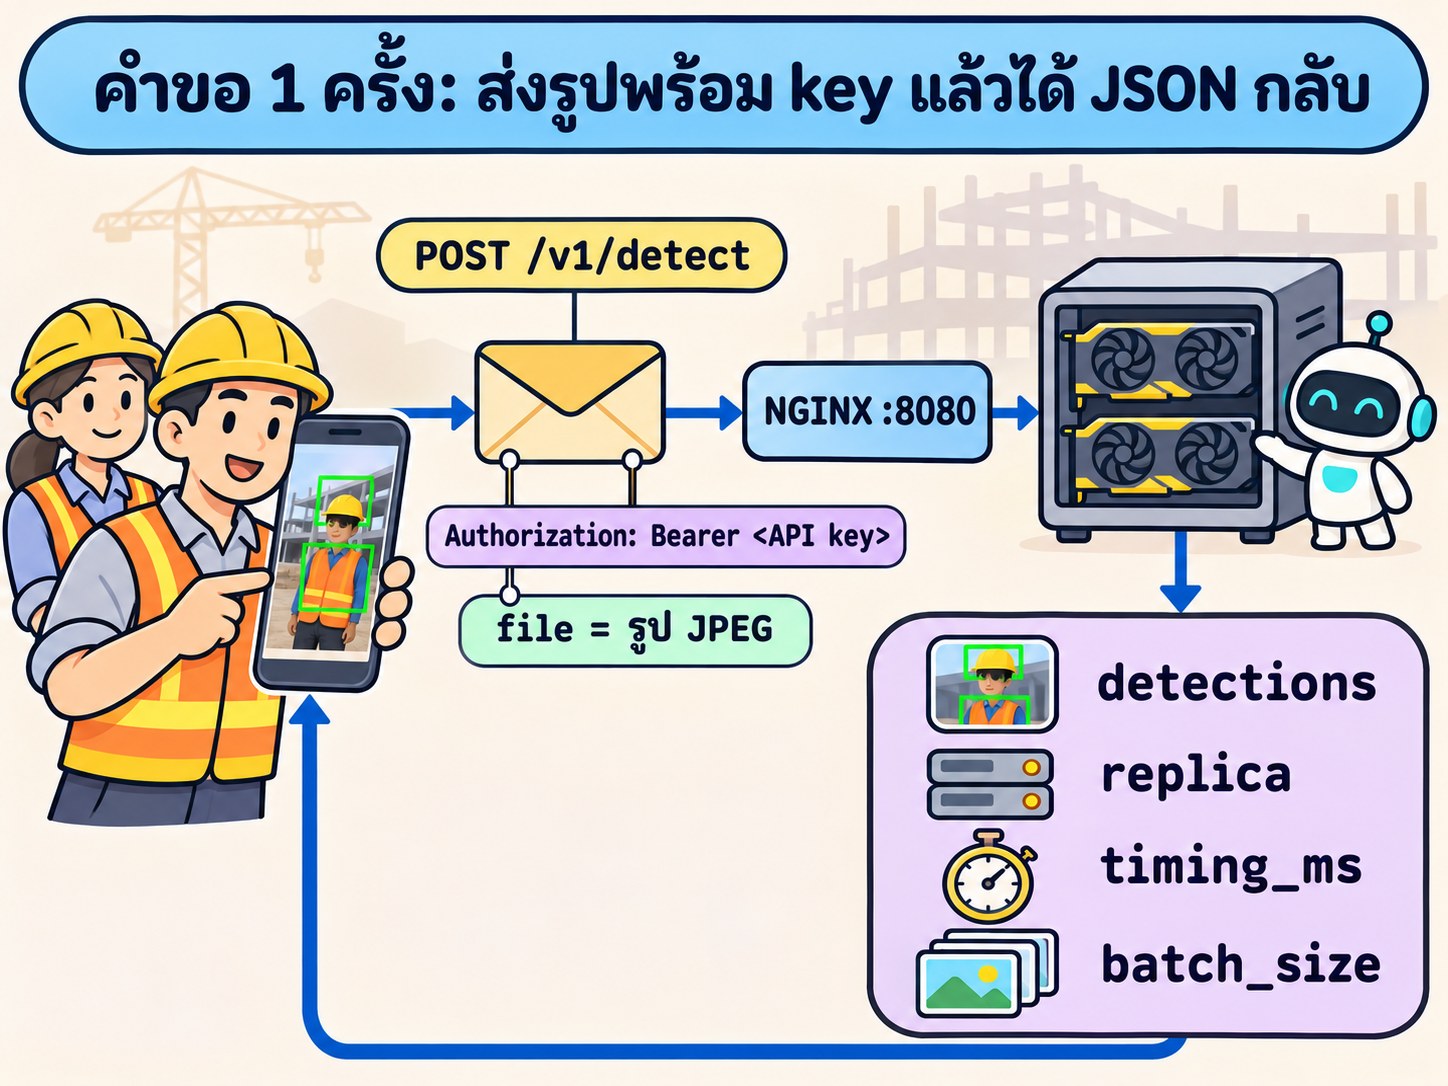 คำขอ 1 ครั้ง: ส่งรูปพร้อม key แล้วได้ JSON กลับ
POST /v1/detect
NGINX :8080
Authorization: Bearer <API key>
file = รูป JPEG
detections
replica
timing_ms
batch_size